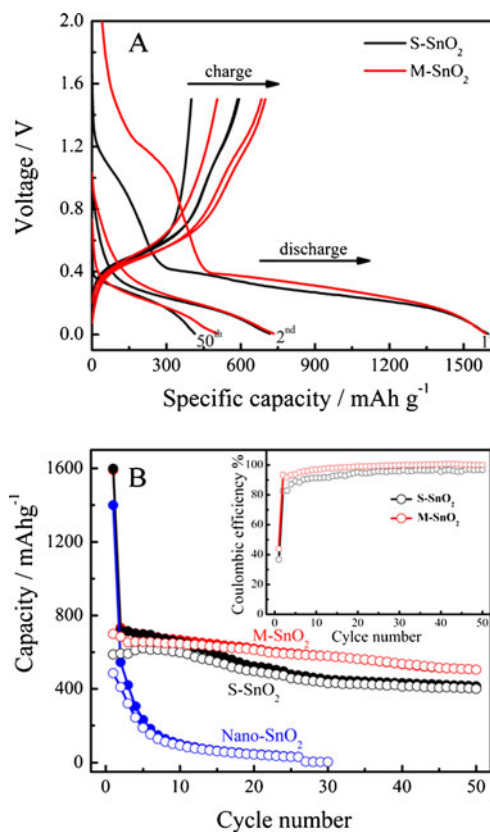 A
S-SnO₂
M-SnO₂
charge
discharge
50th
2nd
1
2.0
1.6
1.2
0.8
0.4
0.0
Voltage / V
0 300 600 900 1200 1500
Specific capacity / mAh g⁻¹
B
1600
1200
800
400
0
Capacity / mAhg⁻¹
M-SnO₂
S-SnO₂
Nano-SnO₂
0 10 20 30 40 50
Cycle number
Coulombic efficiency %
100
80
60
40
20
0
S-SnO₂
M-SnO₂
0 10 20 30 40 50
Cylce number